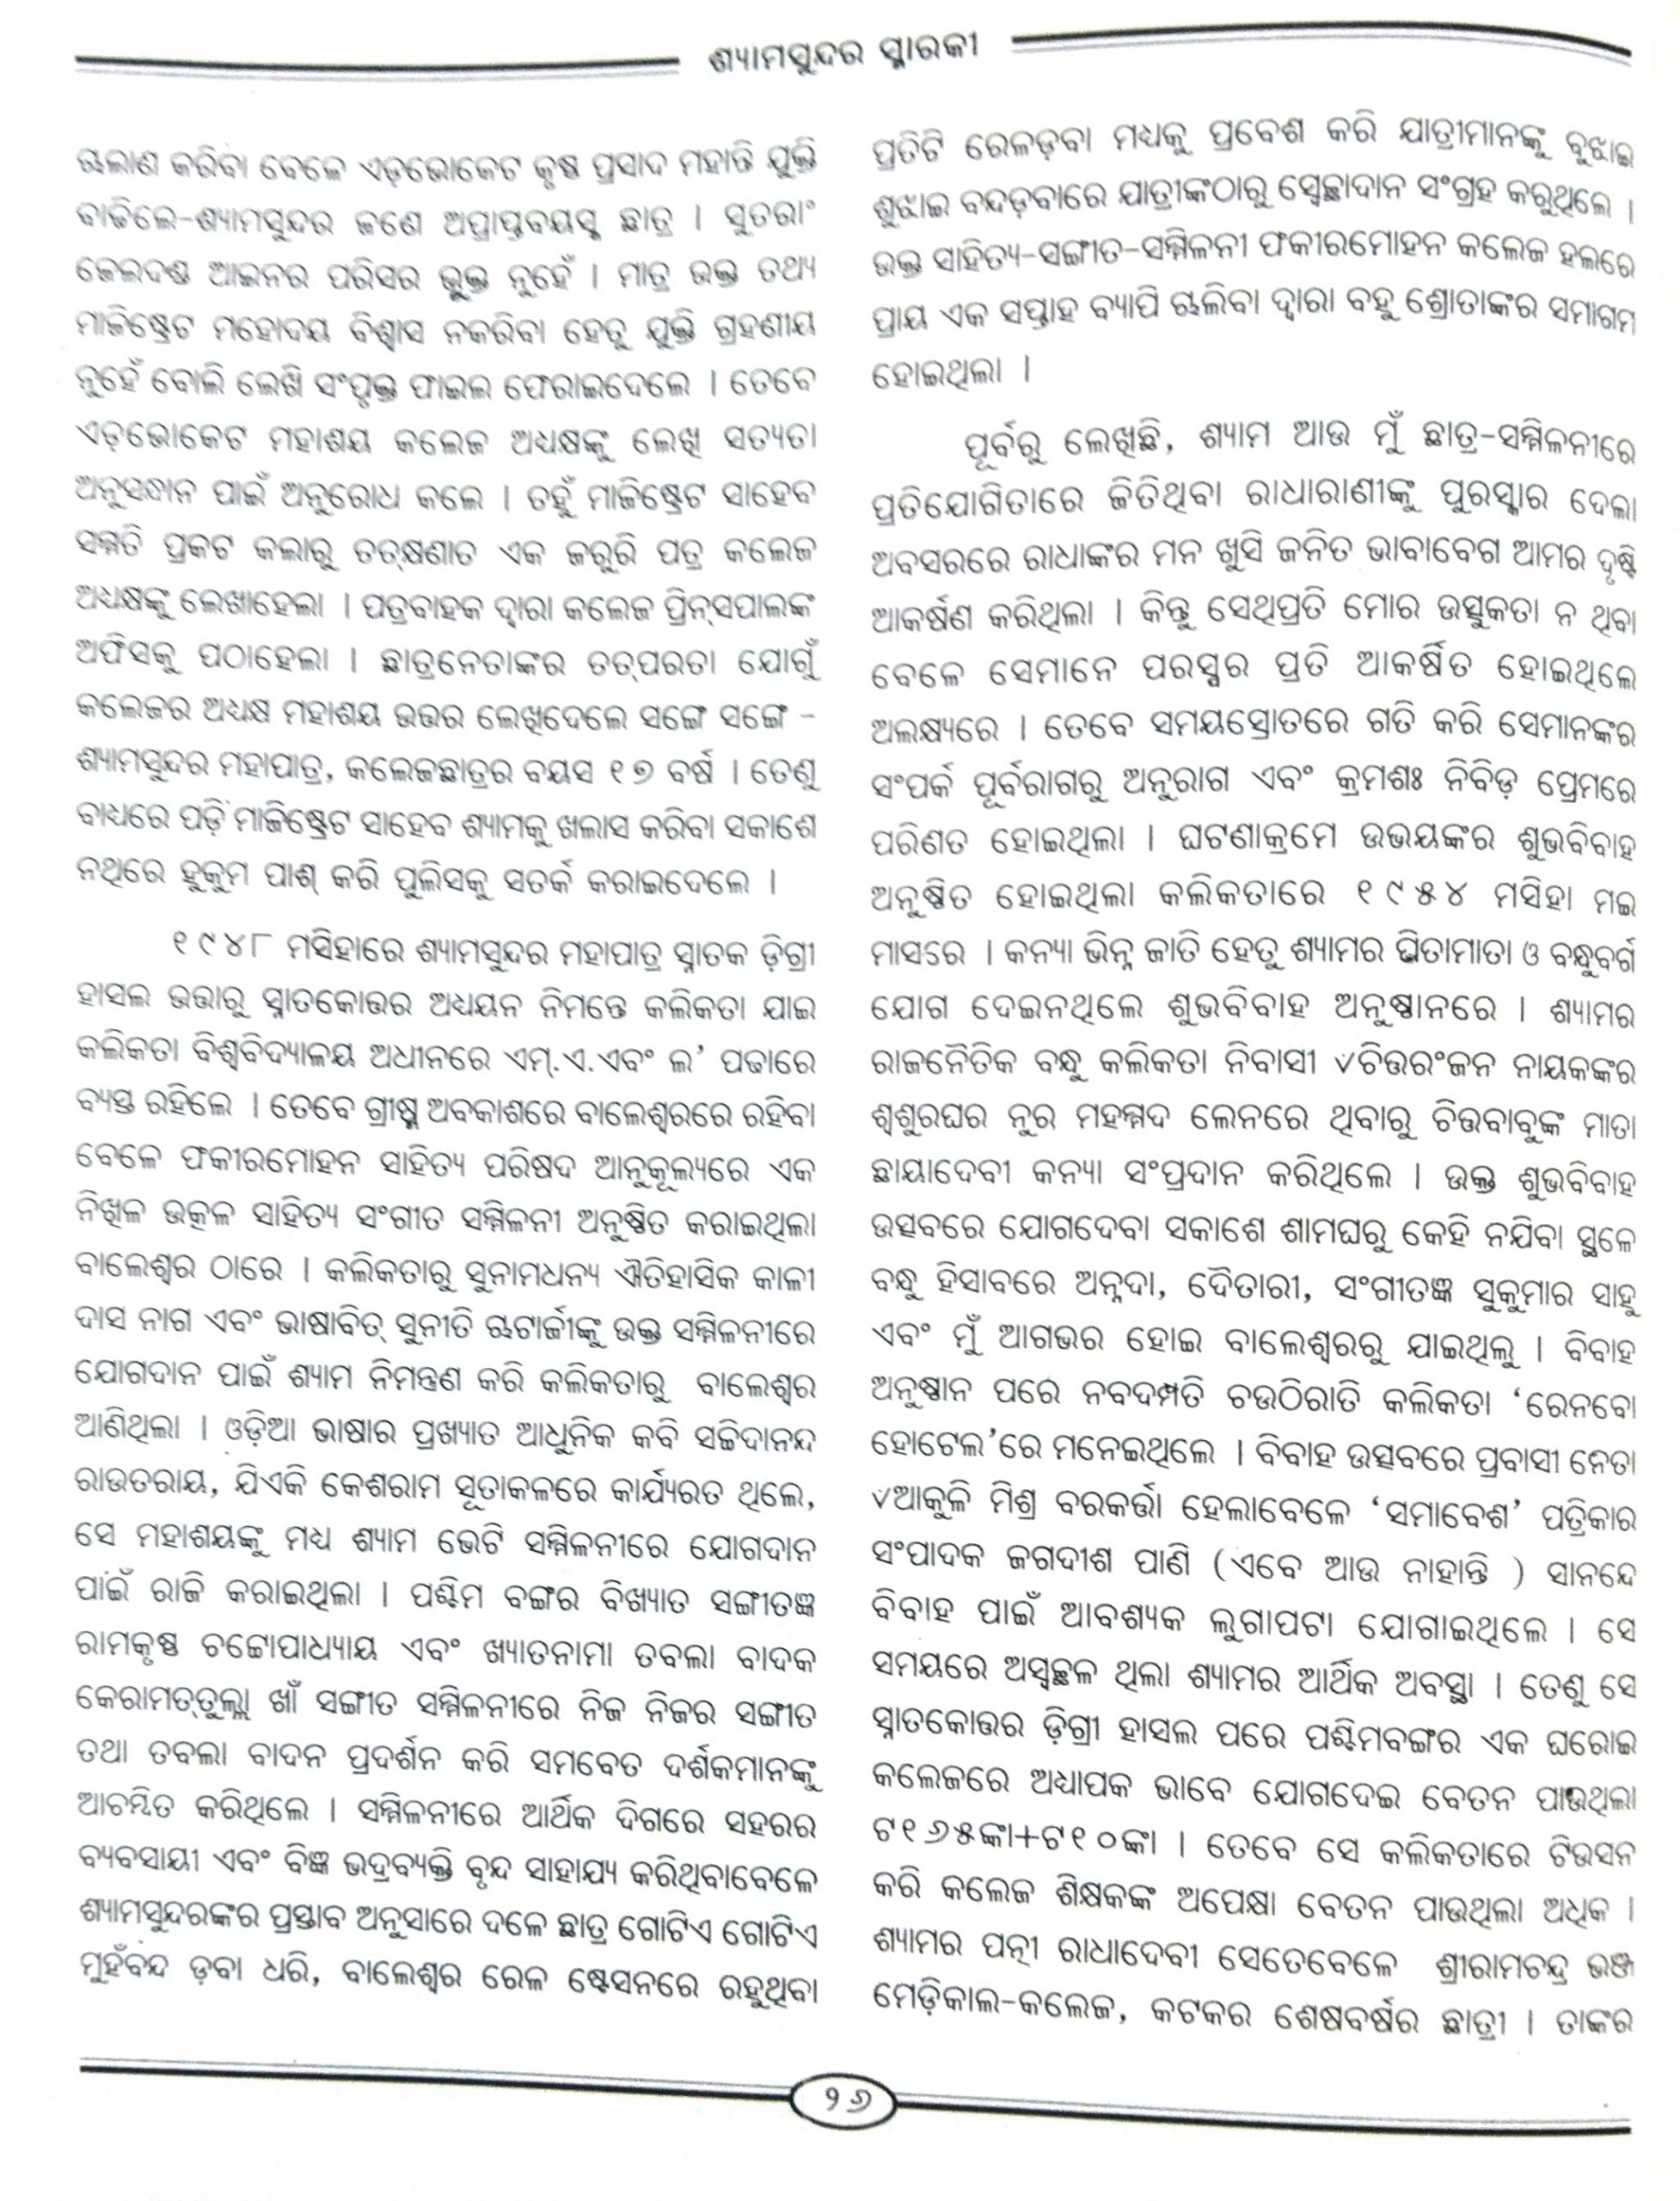 ଶ୍ୟାମସୁନ୍ଦର ସ୍ମାରକୀ
ଚ଼ାଲାଣ କରିବା ବେଳେ ଏଡ଼ଭୋକେଟ କୃଷ୍ଣ ପ୍ରସାଦ ମହାନ୍ତି ଯୁକ୍ତି
ବାଢିଲେ-ଶ୍ୟାମସୁନ୍ଦର ଜଣେ ଅପ୍ରାପ୍ତବୟସ୍କ ଛାତ୍ର । ସୁତରାଂ
ଜେଲଦଣ୍ଡ ଆଇନର ପରିସର ଭୁକ୍ତ ନୁହେଁ । ମାତ୍ର ଉକ୍ତ ତଥ୍ୟ
ମାଜିଷ୍ଟ୍ରେଟ ମହୋଦୟ ବିଶ୍ୱାସ ନକରିବା ହେତୁ ଯୁକ୍ତି ଗ୍ରହଣୀୟ
ନୁହେଁ ବୋଲି ଲେଖି ସଂପୃକ୍ତ ଫାଇଲ ଫେରାଇଦେଲେ । ତେବେ
ଏଡ଼ଭୋକେଟ ମହାଶୟ କଲେଜ ଅଧ୍ୟକ୍ଷଙ୍କୁ ଲେଖି ସତ୍ୟତା
ଅନୁସନ୍ଧାନ ପାଇଁ ଅନୁରୋଧ କଲେ । ତହୁଁ ମାଜିଷ୍ଟ୍ରେଟ ସାହେବ
ସମ୍ମତି ପ୍ରକଟ କଲାରୁ ତତ୍‌କ୍ଷଣାତ ଏକ ଜରୁରି ପତ୍ର କଲେଜ
ଅଧ୍ୟକ୍ଷଙ୍କୁ ଲେଖାହେଲା । ପତ୍ରବାହକ ଦ୍ୱାରା କଲେଜ ପ୍ରିନ୍‌ସପାଲଙ୍କ
ଅଫିସକୁ ପଠାହେଲା । ଛାତ୍ରନେତାଙ୍କର ତତ୍‌ପରତା ଯୋଗୁଁ
କଲେଜର ଅଧ୍ୟକ୍ଷ ମହାଶୟ ଉତ୍ତର ଲେଖିଦେଲେ ସଙ୍ଗେ ସଙ୍ଗେ -
ଶ୍ୟାମସୁନ୍ଦର ମହାପାତ୍ର, କଲେଜଛାତ୍ରର ବୟସ ୧୭ ବର୍ଷ । ତେଣୁ
ବାଧ୍ୟରେ ପଡ଼ି ମାଜିଷ୍ଟ୍ରେଟ ସାହେବ ଶ୍ୟାମକୁ ଖଲାସ କରିବା ସକାଶେ
ନଥିରେ ହୁକୁମ ପାଶ୍ କରି ପୁଲିସକୁ ସତର୍କ କରାଇଦେଲେ ।
୧୯୪୮ ମସିହାରେ ଶ୍ୟାମସୁନ୍ଦର ମହାପାତ୍ର ସ୍ନାତକ ଡ଼ିଗ୍ରୀ
ହାସଲ ଉତ୍ତାରୁ ସ୍ନାତକୋତ୍ତର ଅଧ୍ୟୟନ ନିମନ୍ତେ କଲିକତା ଯାଇ
କଲିକତା ବିଶ୍ୱବିଦ୍ୟାଳୟ ଅଧୀନରେ ଏମ୍.ଏ.ଏବଂ ଲ’ ପଢାରେ
ବ୍ୟସ୍ତ ରହିଲେ । ତେବେ ଗ୍ରୀଷ୍ମ ଅବକାଶରେ ବାଲେଶ୍ୱରରେ ରହିବା
ବେଳେ ଫକୀରମୋହନ ସାହିତ୍ୟ ପରିଷଦ ଆନୁକୂଲ୍ୟରେ ଏକ
ନିଖିଳ ଉତ୍କଳ ସାହିତ୍ୟ ସଂଗୀତ ସମ୍ମିଳନୀ ଅନୁଷ୍ଠିତ କରାଇଥିଲା
ବାଲେଶ୍ୱର ଠାରେ । କଲିକତାରୁ ସୁନାମଧନ୍ୟ ଐତିହାସିକ କାଳୀ
ଦାସ ନାଗ ଏବଂ ଭାଷାବିତ୍ ସୁନୀତି ଚ଼ାଟାର୍ଜୀଙ୍କୁ ଉକ୍ତ ସମ୍ମିଳନୀରେ
ଯୋଗଦାନ ପାଇଁ ଶ୍ୟାମ ନିମନ୍ତ୍ରଣ କରି କଲିକତାରୁ ବାଲେଶ୍ୱର
ଆଣିଥିଲା । ଓଡ଼ିଆ ଭାଷାର ପ୍ରଖ୍ୟାତ ଆଧୁନିକ କବି ସଚ୍ଚିଦାନନ୍ଦ
ରାଉତରାୟ, ଯିଏକି କେଶରାମ ସୂତାକଳରେ କାର୍ଯ୍ୟରତ ଥିଲେ,
ସେ ମହାଶୟଙ୍କୁ ମଧ୍ୟ ଶ୍ୟାମ ଭେଟି ସମ୍ମିଳନୀରେ ଯୋଗଦାନ
ପାଇଁ ରାଜି କରାଇଥିଲା । ପଶ୍ଚିମ ବଙ୍ଗର ବିଖ୍ୟାତ ସଙ୍ଗୀତଜ୍ଞ
ରାମକୃଷ୍ଣ ଚଟ୍ଟୋପାଧ୍ୟାୟ ଏବଂ ଖ୍ୟାତନାମା ତବଲା ବାଦକ
କେରାମତ୍‌ତୁଲ୍ଲା ଖାଁ ସଙ୍ଗୀତ ସମ୍ମିଳନୀରେ ନିଜ ନିଜର ସଙ୍ଗୀତ
ତଥା ତବଲା ବାଦନ ପ୍ରଦର୍ଶନ କରି ସମବେତ ଦର୍ଶକମାନଙ୍କୁ
ଆଚମ୍ବିତ କରିଥିଲେ । ସମ୍ମିଳନୀରେ ଆର୍ଥିକ ଦିଗରେ ସହରର
ବ୍ୟବସାୟୀ ଏବଂ ବିଜ୍ଞ ଭଦ୍ରବ୍ୟକ୍ତି ବୃନ୍ଦ ସାହାଯ୍ୟ କରିଥିବାବେଳେ
ଶ୍ୟାମସୁନ୍ଦରଙ୍କର ପ୍ରସ୍ତାବ ଅନୁସାରେ ଦଳେ ଛାତ୍ର ଗୋଟିଏ ଗୋଟିଏ
ମୁହଁବନ୍ଦ ଡ଼ବା ଧରି, ବାଲେଶ୍ୱର ରେଳ ଷ୍ଟେସନରେ ରହୁଥିବା
ପ୍ରତିଟି ରେଳଡ଼ବା ମଧ୍ୟକୁ ପ୍ରବେଶ କରି ଯାତ୍ରୀମାନଙ୍କୁ ବୁଝାଇ
ଶୁଝାଇ ବନ୍ଦଡ଼ବାରେ ଯାତ୍ରୀଙ୍କଠାରୁ ସ୍ୱେଚ୍ଛାଦାନ ସଂଗ୍ରହ କରୁଥିଲେ ।
ଉକ୍ତ ସାହିତ୍ୟ-ସଙ୍ଗୀତ-ସମ୍ମିଳନୀ ଫକୀରମୋହନ କଲେଜ ହଲରେ
ପ୍ରାୟ ଏକ ସପ୍ତାହ ବ୍ୟାପି ଚ଼ାଲିବା ଦ୍ୱାରା ବହୁ ଶ୍ରୋତାଙ୍କର ସମାଗମ
ହୋଇଥିଲା ।
ପୂର୍ବରୁ ଲେଖିଛି, ଶ୍ୟାମ ଆଉ ମୁଁ ଛାତ୍ର-ସମ୍ମିଳନୀରେ
ପ୍ରତିଯୋଗିତାରେ ଜିତିଥିବା ରାଧାରାଣୀଙ୍କୁ ପୁରସ୍କାର ଦେଲା
ଅବସରରେ ରାଧାଙ୍କର ମନ ଖୁସି ଜନିତ ଭାବାବେଗ ଆମର ଦୃଷ୍ଟି
ଆକର୍ଷଣ କରିଥିଲା । କିନ୍ତୁ ସେଥିପ୍ରତି ମୋର ଉତ୍ସୁକତା ନ ଥିବା
ବେଳେ ସେମାନେ ପରସ୍ପର ପ୍ରତି ଆକର୍ଷିତ ହୋଇଥିଲେ
ଅଲକ୍ଷ୍ୟରେ । ତେବେ ସମୟସ୍ରୋତରେ ଗତି କରି ସେମାନଙ୍କର
ସଂପର୍କ ପୂର୍ବରାଗରୁ ଅନୁରାଗ ଏବଂ କ୍ରମଶଃ ନିବିଡ଼ ପ୍ରେମରେ
ପରିଣତ ହୋଇଥିଲା । ଘଟଣାକ୍ରମେ ଉଭୟଙ୍କର ଶୁଭବିବାହ
ଅନୁଷ୍ଠିତ ହୋଇଥିଲା କଲିକତାରେ ୧୯୫୪ ମସିହା ମଇ
ମାସରେ । କନ୍ୟା ଭିନ୍ନ ଜାତି ହେତୁ ଶ୍ୟାମର ପିତାମାତା ଓ ବନ୍ଧୁବର୍ଗ
ଯୋଗ ଦେଇନଥିଲେ ଶୁଭବିବାହ ଅନୁଷ୍ଠାନରେ । ଶ୍ୟାମର
ରାଜନୈତିକ ବନ୍ଧୁ କଲିକତା ନିବାସୀ ୰ଚିତ୍ତରଂଜନ ନାୟକଙ୍କର
ଶ୍ୱଶୁରଘର ନୁର ମହମ୍ମଦ ଲେନରେ ଥିବାରୁ ଚିତ୍ତବାବୁଙ୍କ ମାତା
ଛାୟାଦେବୀ କନ୍ୟା ସଂପ୍ରଦାନ କରିଥିଲେ । ଉକ୍ତ ଶୁଭବିବାହ
ଉତ୍ସବରେ ଯୋଗଦେବା ସକାଶେ ଶାମଘରୁ କେହି ନଯିବା ସ୍ଥଳେ
ବନ୍ଧୁ ହିସାବରେ ଅନ୍ନଦା, ଦୈତାରୀ, ସଂଗୀତଜ୍ଞ ସୁକୁମାର ସାହୁ
ଏବଂ ମୁଁ ଆଗଭର ହୋଇ ବାଲେଶ୍ୱରରୁ ଯାଇଥିଲୁ । ବିବାହ
ଅନୁଷ୍ଠାନ ପରେ ନବଦମ୍ପତି ଚଉଠିରାତି କଲିକତା ‘ରେନବୋ
ହୋଟେଲ’ରେ ମନେଇଥିଲେ । ବିବାହ ଉତ୍ସବରେ ପ୍ରବାସୀ ନେତା
୰ଆକୁଳି ମିଶ୍ର ବରକର୍ତ୍ତା ହେଲାବେଳେ ‘ସମାବେଶ’ ପତ୍ରିକାର
ସଂପାଦକ ଜଗଦୀଶ ପାଣି (ଏବେ ଆଉ ନାହାନ୍ତି ) ସାନନ୍ଦେ
ବିବାହ ପାଇଁ ଆବଶ୍ୟକ ଲୁଗାପଟା ଯୋଗାଇଥିଲେ । ସେ
ସମୟରେ ଅସ୍ୱଚ୍ଛଳ ଥିଲା ଶ୍ୟାମର ଆର୍ଥିକ ଅବସ୍ଥା । ତେଣୁ ସେ
ସ୍ନାତକୋତ୍ତର ଡ଼ିଗ୍ରୀ ହାସଲ ପରେ ପଶ୍ଚିମବଙ୍ଗର ଏକ ଘରୋଇ
କଲେଜରେ ଅଧ୍ୟାପକ ଭାବେ ଯୋଗଦେଇ ବେତନ ପାଉଥିଲା
ଟ୧୬୫ଙ୍କା+ଟ୧୦ଙ୍କା । ତେବେ ସେ କଲିକତାରେ ଟିଉସନ
କରି କଲେଜ ଶିକ୍ଷକଙ୍କ ଅପେକ୍ଷା ବେତନ ପାଉଥିଲା ଅଧିକ ।
ଶ୍ୟାମର ପତ୍ନୀ ରାଧାଦେବୀ ସେତେବେଳେ ଶ୍ରୀରାମଚନ୍ଦ୍ର ଭଞ୍ଜ
ମେଡ଼ିକାଲ-କଲେଜ, କଟକର ଶେଷବର୍ଷର ଛାତ୍ରୀ । ତାଙ୍କର
୨୬